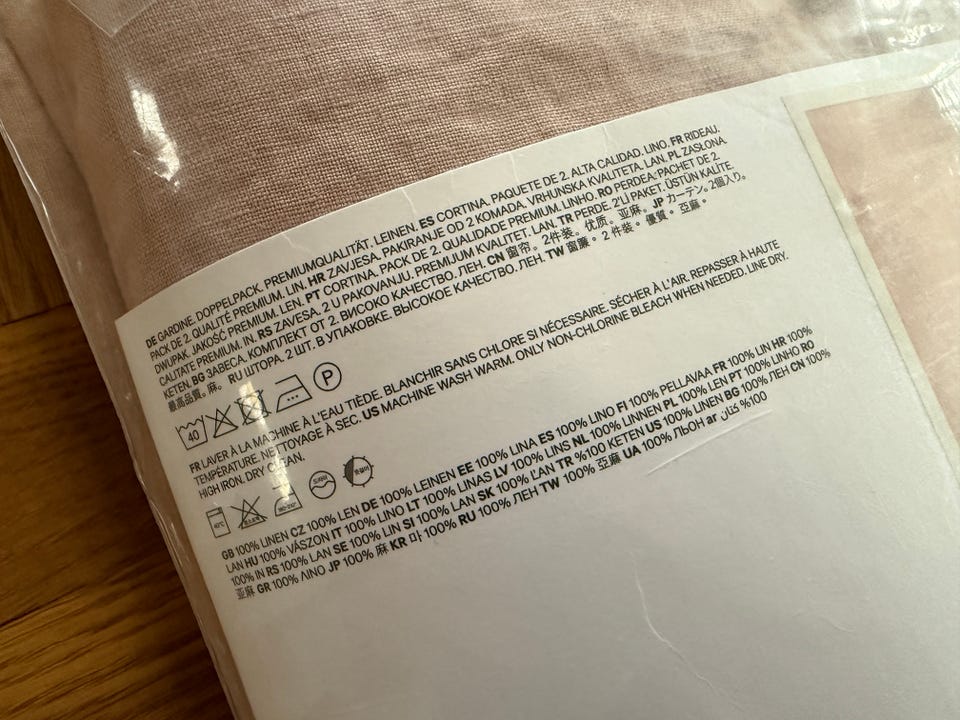 DE GARDINE. DOPPELPACK. PREMIUMQUALITÄT. LEINEN. ES CORTINA. PAQUETE DE 2. ALTA CALIDAD. LINO. FR RIDEAU.
PACK DE 2. QUALITÉ PREMIUM. LIN. HR ZAVJESA. PAKIRANJE OD 2 KOMADA. VRHUNSKA KVALITETA. LAN. PL ZASŁONA.
DWUPAK. JAKOŚĆ PREMIUM. LEN. PT CORTINA. PACK DE 2. QUALIDADE PREMIUM. LINHO. RO PERDEA. PACHET DE 2.
CALITATE PREMIUM. IN. RS ZAVESA. 2 U PAKOVANJU. PREMIJUM KVALITET. LAN. TR PERDE. 2'Lİ PAKET. ÜSTÜN KALİTE.
KETEN. BG ЗАВЕСА. КОМПЛЕКТ ОТ 2. ВИСОКО КАЧЕСТВО. ЛЕН. CN 窗帘。2件装。优质。亚麻。JP カーテン。2個入り。
最高品質。麻。RU ШТОРА. 2 ШТ. В УПАКОВКЕ. ВЫСОКОЕ КАЧЕСТВО. ЛЕН. TW 窗簾。2 件裝。優質。亞麻。
40 P
FR LAVER À LA MACHINE À L'EAU TIÈDE. BLANCHIR SANS CHLORE SI NÉCESSAIRE. SÉCHER À L'AIR. REPASSER À HAUTE
TEMPÉRATURE. NETTOYAGE À SEC. US MACHINE WASH WARM. ONLY NON-CHLORINE BLEACH WHEN NEEDED. LINE DRY.
HIGH IRON. DRY CLEAN.
40℃
GB 100% LINEN CZ 100% LEN DE 100% LEINEN EE 100% LINA ES 100% LINO FI 100% PELLAVAA FR 100% LIN HR 100%
LAN HU 100% VÁSZON IT 100% LINO LT 100% LINAS LV 100% LINS NL 100% LINNEN PL 100% LEN PT 100% LINHO RO
100% IN RS 100% LAN SE 100% LIN SI 100% LAN SK 100% ĽAN TR %100 KETEN US 100% LINEN BG 100% ЛЕН CN 100%
亚麻 GR 100% ΛΙΝΟ JP 100% 麻 KR 마 100% RU 100% ЛЕН TW 100% 亞麻 UA 100% ЛЬОН ar كتان %100